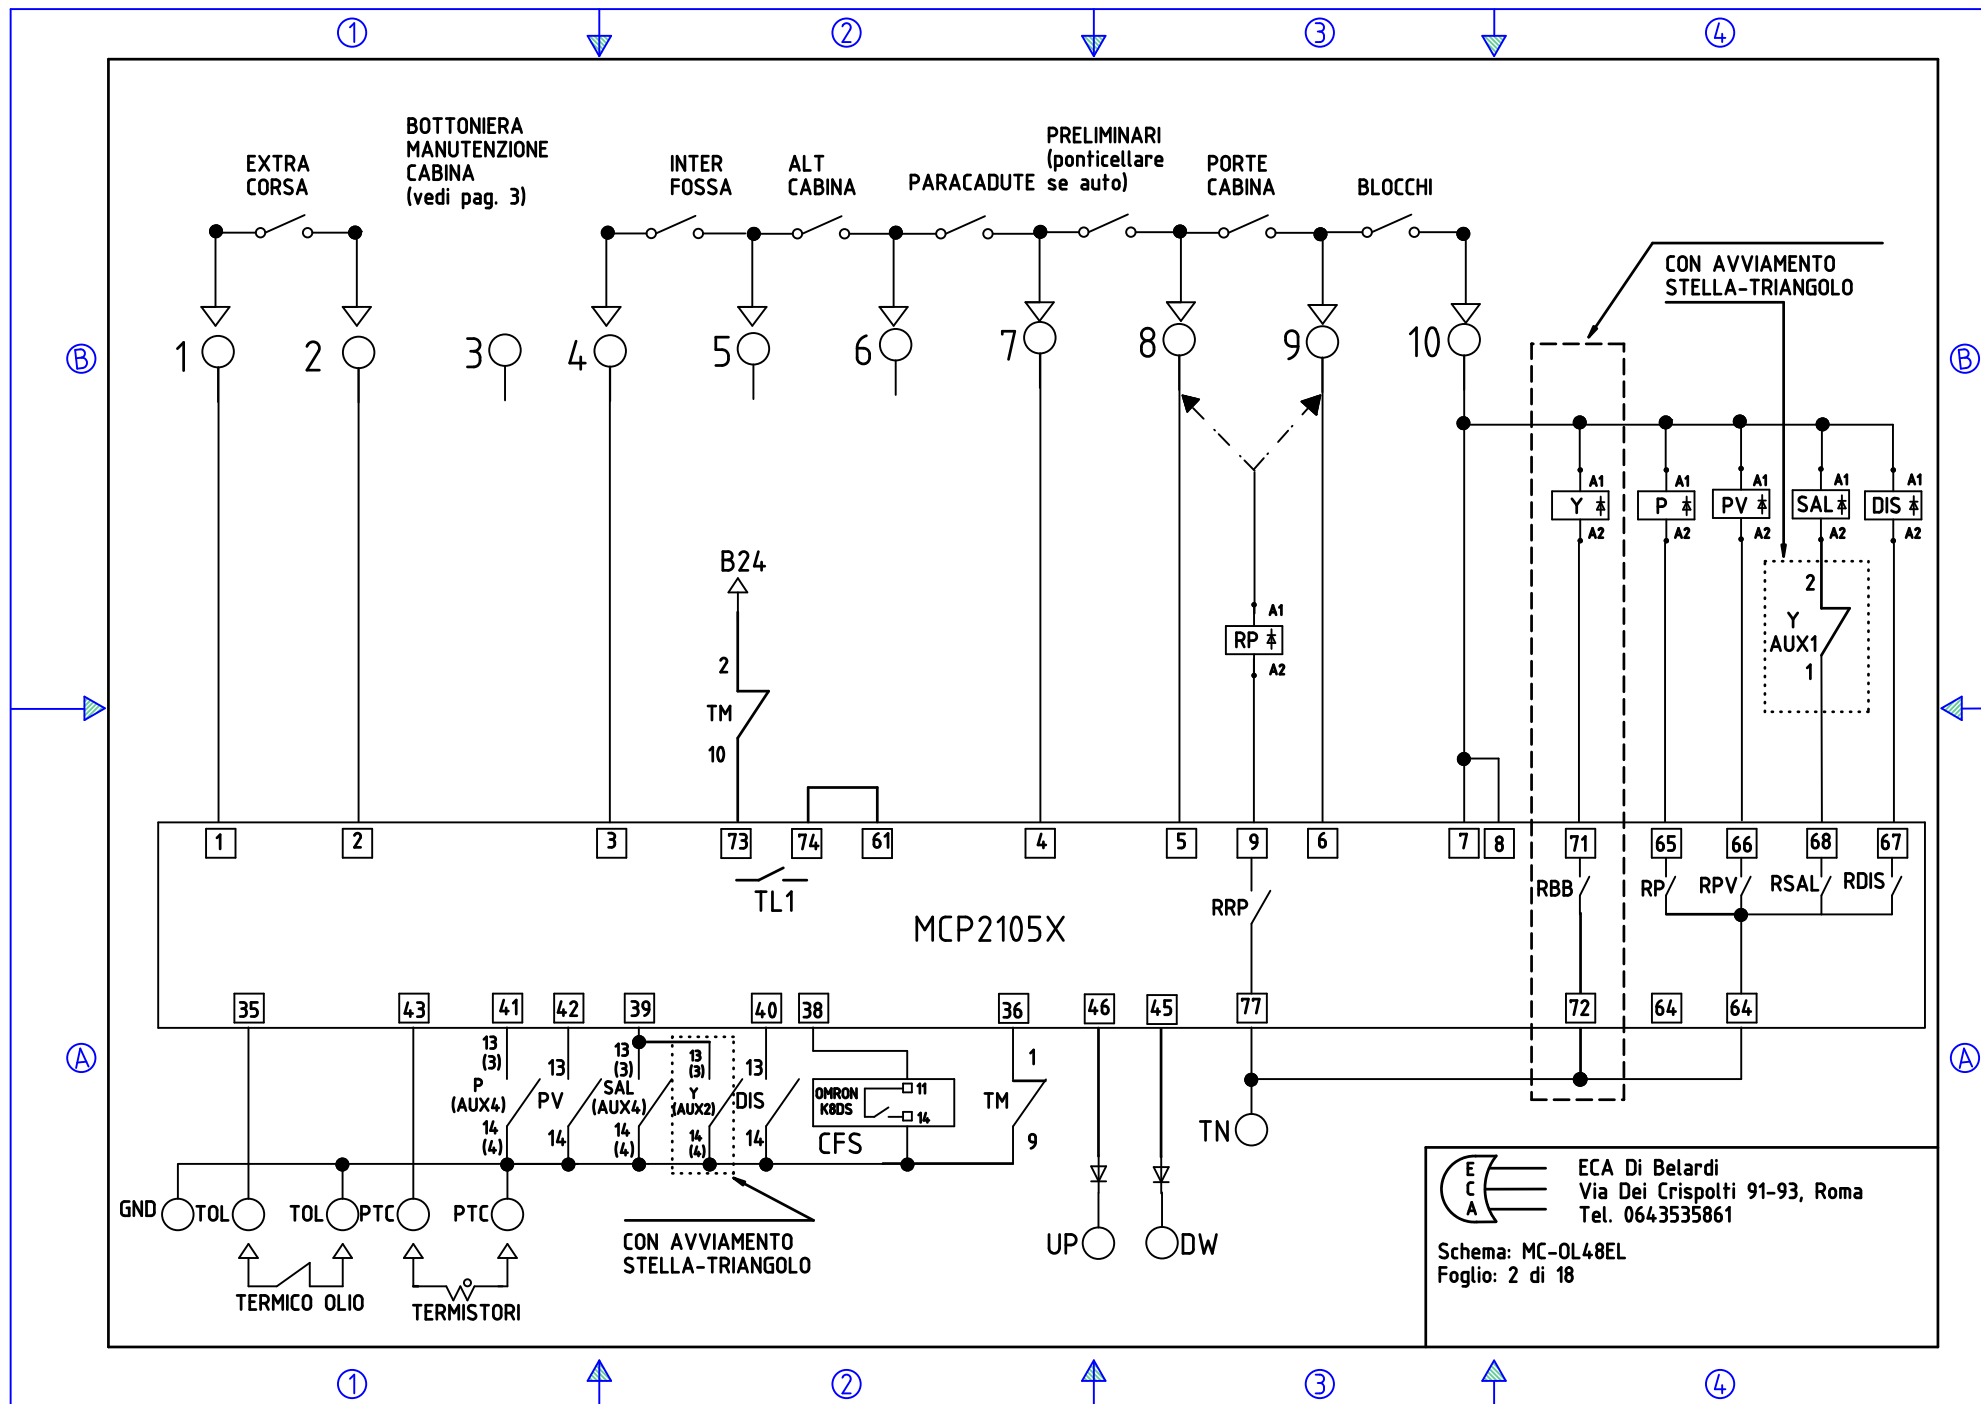 1 2 3 4
EXTRA
CORSA
BOTTONIERA
MANUTENZIONE
CABINA
(vedi pag. 3)
INTER
FOSSA
ALT
CABINA
PARACADUTE
PRELIMINARI
(ponticellare
se auto)
PORTE
CABINA
BLOCCHI
CON AVVIAMENTO
STELLA-TRIANGOLO
B 1 2 3 4 5 6 7 8 9 10 B
A1 A1 A1 A1 A1
Y P PV SAL DIS
A2 A2 A2 A2 A2
B24
2
Y
AUX1
1
A1
RP
A2
2
TM
10
1 2 3 73 74 61 4 5 9 6 7 8 71 65 66 68 67
TL1
RRP
RBB RP RPV RSAL RDIS
MCP2105X
35 43 41 42 39 40 38 36 46 45 77 72 64 64
A A
13
(3)
P
(AUX4)
14
(4)
13
PV
14
13
(3)
SAL
(AUX4)
14
(4)
13
(3)
Y
(AUX2)
14
(4)
13
DIS
14
OMRON
K8DS
11
14
CFS
1
TM
9
TN
GND TOL TOL PTC PTC
UP DW
CON AVVIAMENTO
STELLA-TRIANGOLO
TERMICO OLIO
TERMISTORI
E
C
A
ECA Di Belardi
Via Dei Crispolti 91-93, Roma
Tel. 0643535861
Schema: MC-OL48EL
Foglio: 2 di 18
1 2 3 4